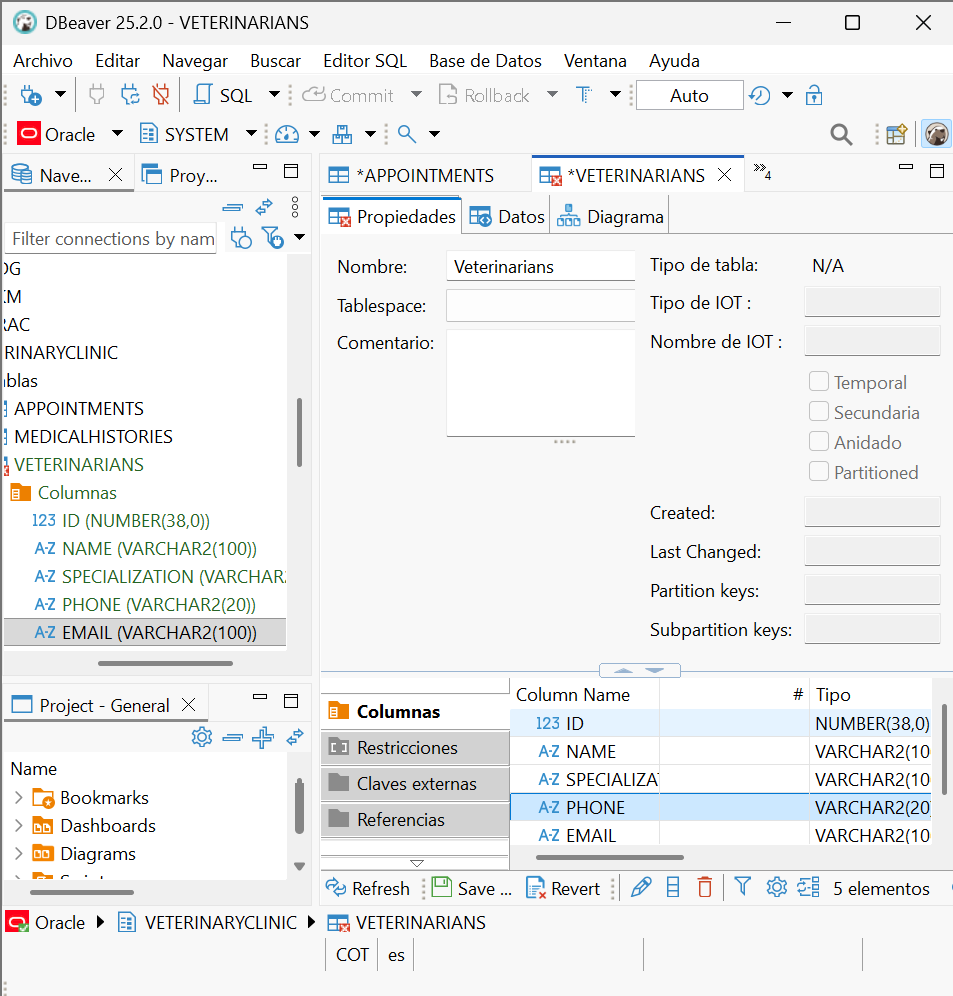 DBeaver 25.2.0 - VETERINARIANS
Archivo Editar Navegar Buscar Editor SQL Base de Datos Ventana Ayuda
SQL Commit Rollback T Auto
Oracle SYSTEM
Nave... Proy...
*APPOINTMENTS *VETERINARIANS »4
Filter connections by nam
OG
EM
RAC
RINARYCLINIC
ablas
APPOINTMENTS
MEDICALHISTORIES
VETERINARIANS
Columnas
123 ID (NUMBER(38,0))
A-Z NAME (VARCHAR2(100))
A-Z SPECIALIZATION (VARCHAR
A-Z PHONE (VARCHAR2(20))
A-Z EMAIL (VARCHAR2(100))
Propiedades Datos Diagrama
Nombre: Veterinarians
Tablespace:
Comentario:
Tipo de tabla: N/A
Tipo de IOT :
Nombre de IOT :
Temporal
Secundaria
Anidado
Partitioned
Created:
Last Changed:
Partition keys:
Subpartition keys:
Project - General
Name
Bookmarks
Dashboards
Diagrams
Columnas
Restricciones
Claves externas
Referencias
Column Name # Tipo
123 ID NUMBER(38,0)
A-Z NAME VARCHAR2(10
A-Z SPECIALIZAT VARCHAR2(10
A-Z PHONE VARCHAR2(20
A-Z EMAIL VARCHAR2(10
Refresh Save ... Revert 5 elementos
Oracle VETERINARYCLINIC VETERINARIANS
COT es